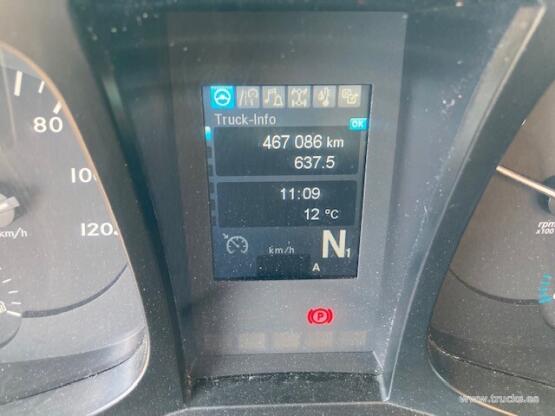 Truck-Info
OK
467 086 km
637.5
11:09
12 °C
km/h
N1
A
P
80
100
120
km/h
rpm
x100
www.trucks.es